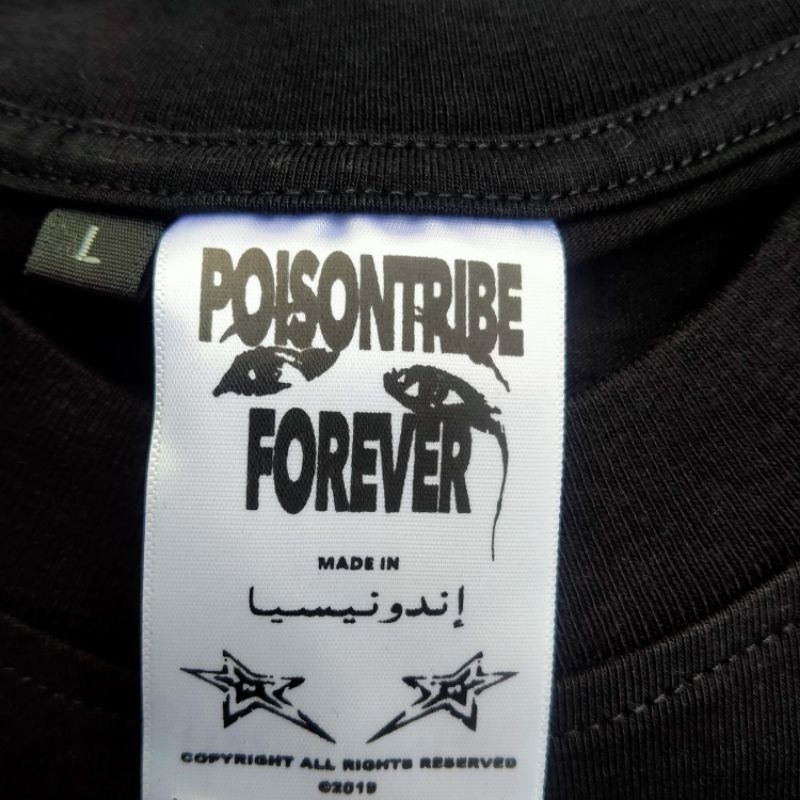 L
POISONTRIBE
FOREVER
MADE IN
إندونيسيا
COPYRIGHT ALL RIGHTS RESERVED
©2019